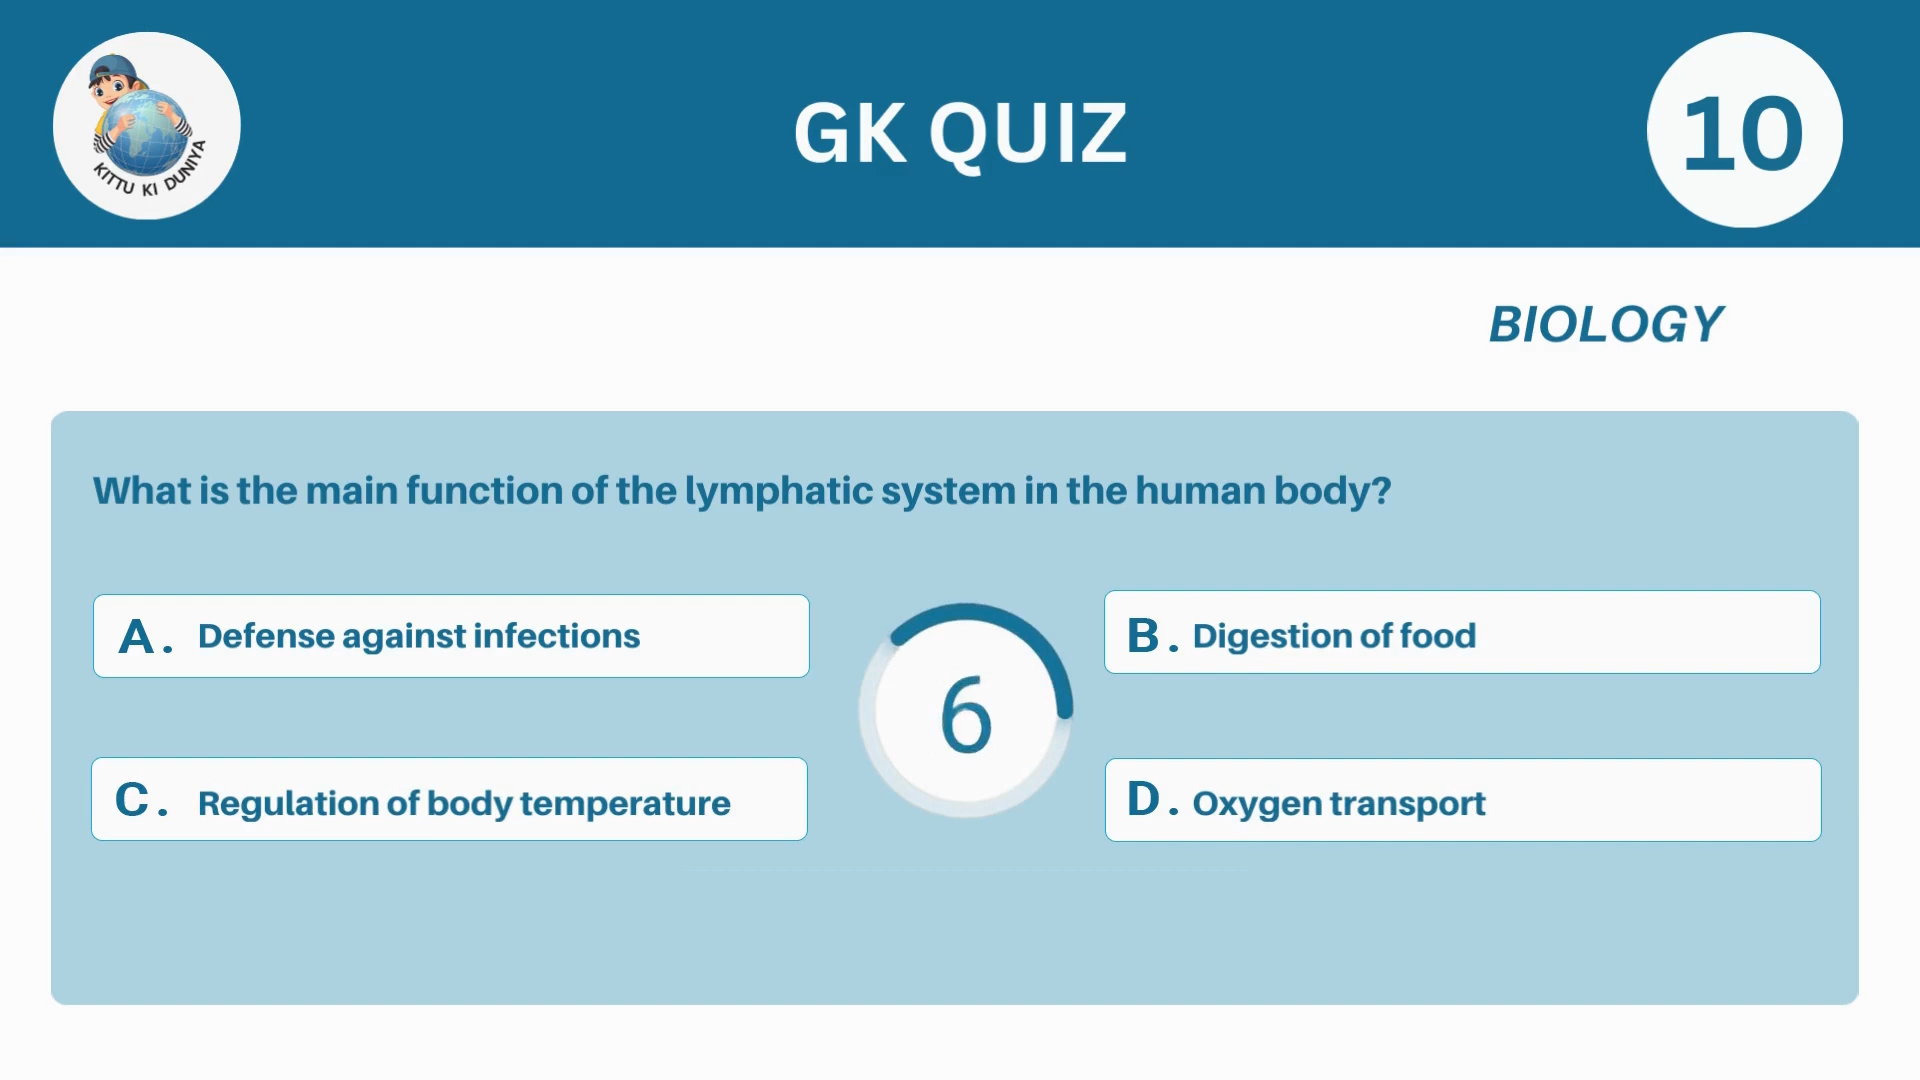 KITTU KI DUNIYA
GK QUIZ
10
BIOLOGY
What is the main function of the lymphatic system in the human body?
A. Defense against infections
B. Digestion of food
6
C. Regulation of body temperature
D. Oxygen transport